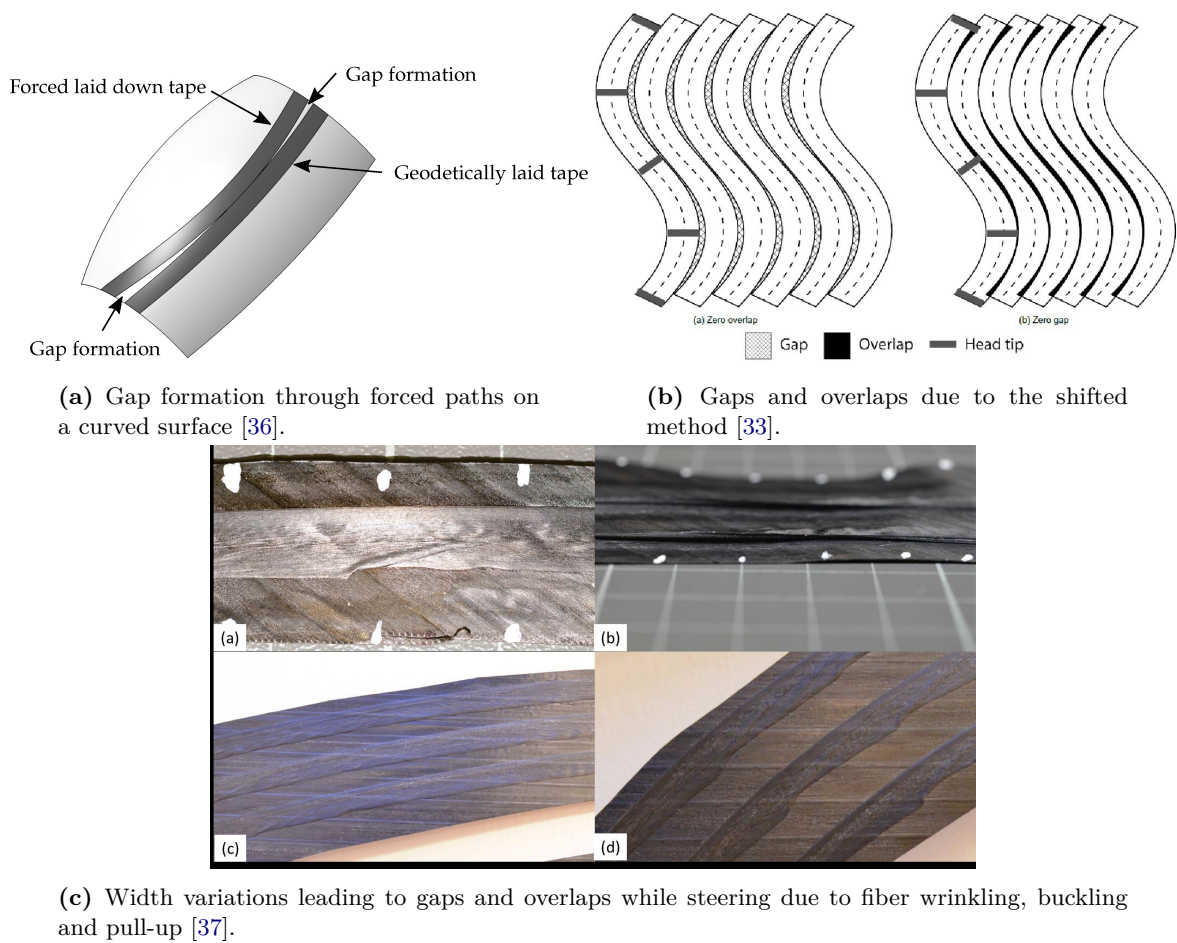 Forced laid down tape
Gap formation
Geodetically laid tape
Gap formation
(a) Zero overlap
(b) Zero gap
Gap
Overlap
Head tip
(a) Gap formation through forced paths on
a curved surface [36].
(b) Gaps and overlaps due to the shifted
method [33].
(a)
(b)
(c)
(d)
(c) Width variations leading to gaps and overlaps while steering due to fiber wrinkling, buckling
and pull-up [37].